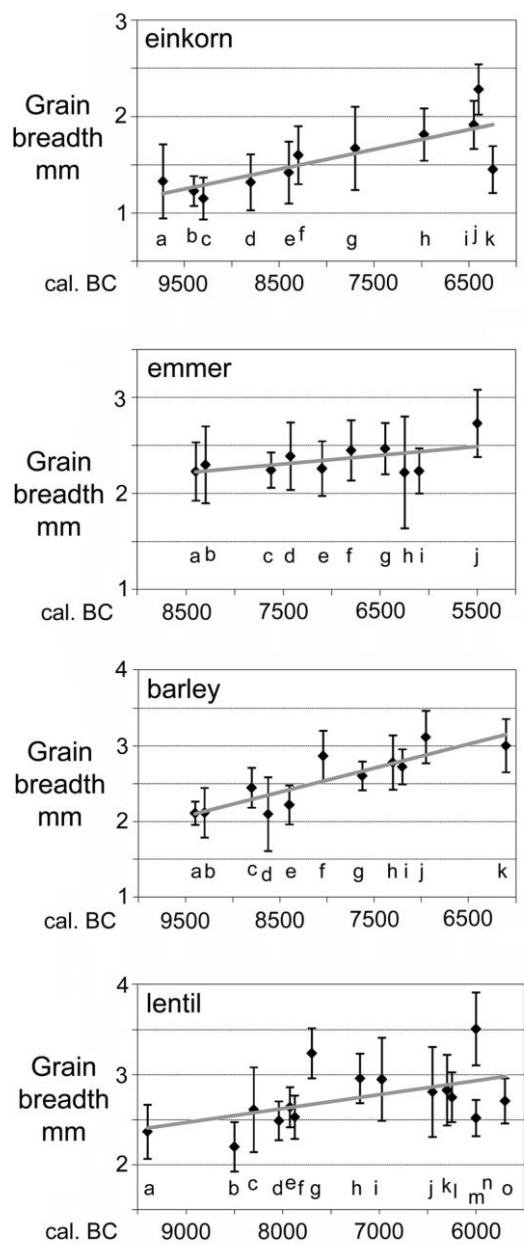 einkorn
Grain
breadth
mm
3
2
1
a b c d e f g h i j k
cal. BC 9500 8500 7500 6500
emmer
Grain
breadth
mm
3
2
1
a b c d e f g h i j
cal. BC 8500 7500 6500 5500
barley
Grain
breadth
mm
4
3
2
1
a b c d e f g h i j k
cal. BC 9500 8500 7500 6500
lentil
Grain
breadth
mm
4
3
2
a b c d e f g h i j k l m n o
cal. BC 9000 8000 7000 6000